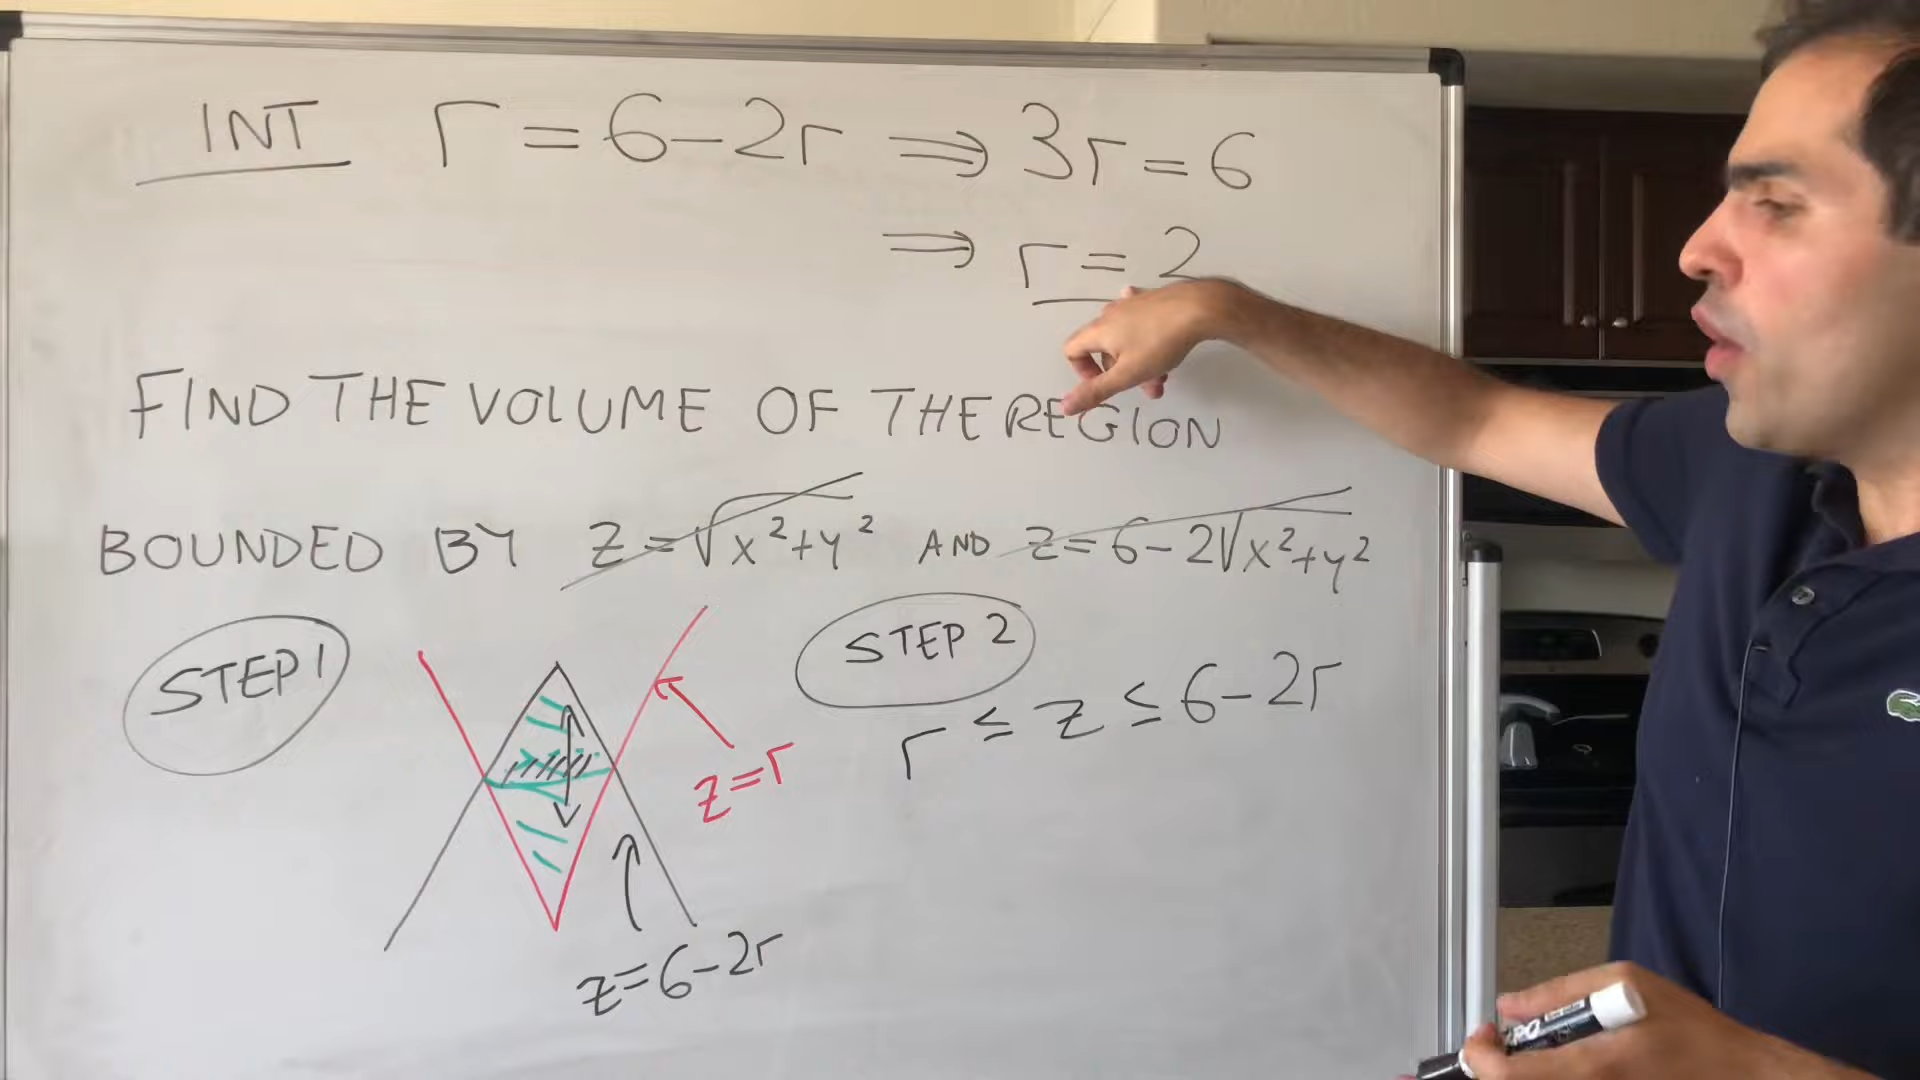 INT r = 6-2r ⇒ 3r = 6
⇒ r = 2
FIND THE VOLUME OF THE REGION
BOUNDED BY z = √x²+y² AND z = 6-2√x²+y²
STEP 1
STEP 2
r ≤ z ≤ 6-2r
z=r
z=6-2r